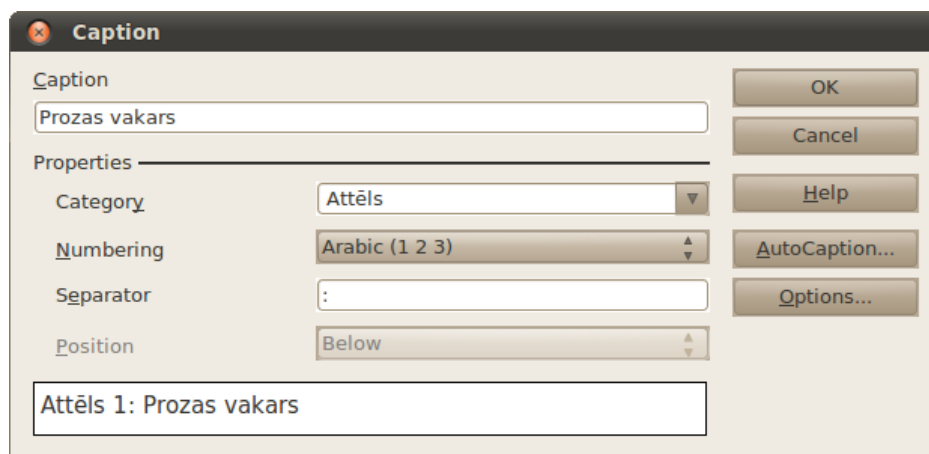 Caption
Caption
Prozas vakars
Properties
Category
Attēls
Numbering
Arabic (1 2 3)
Separator
:
Position
Below
Attēls 1: Prozas vakars
OK
Cancel
Help
AutoCaption...
Options...